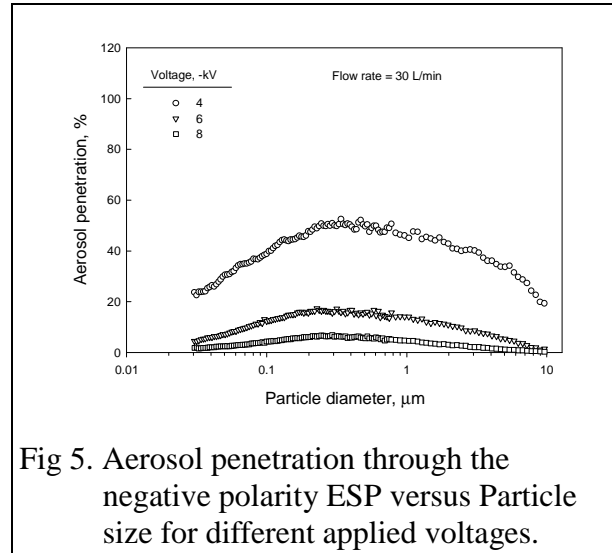 120
100
80
60
40
20
0
Aerosol penetration, %
Voltage, -kV
4
6
8
Flow rate = 30 L/min
0.01 0.1 1 10
Particle diameter, μm
Fig 5. Aerosol penetration through the
negative polarity ESP versus Particle
size for different applied voltages.